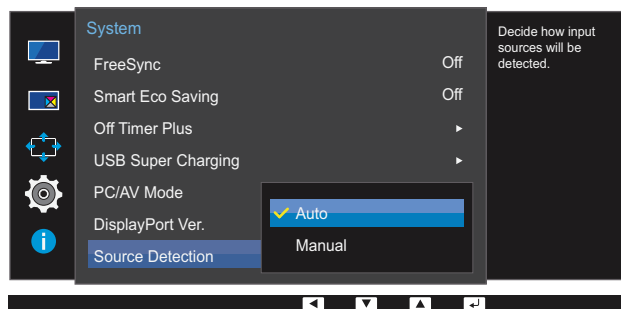 System
Decide how input
sources will be
detected.
FreeSync Off
Smart Eco Saving Off
Off Timer Plus
USB Super Charging
PC/AV Mode
DisplayPort Ver.
Source Detection
Auto
Manual